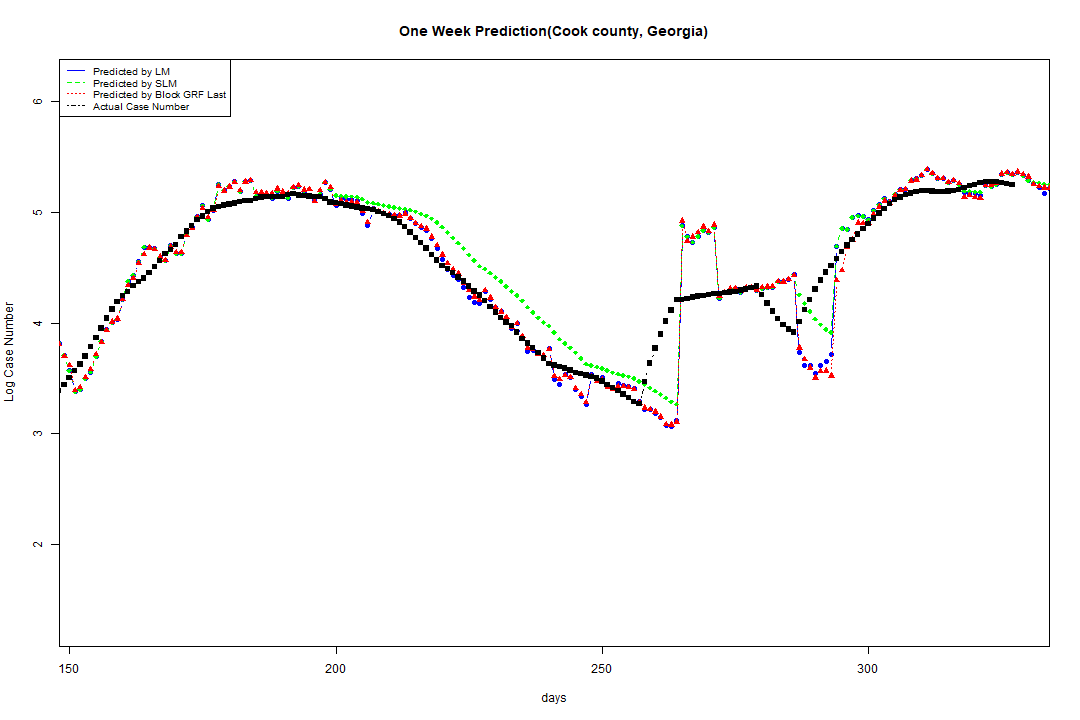 One Week Prediction(Cook county, Georgia)
Predicted by LM
Predicted by SLM
Predicted by Block GRF Last
Actual Case Number
6
5
4
3
2
Log Case Number
150 200 250 300
days